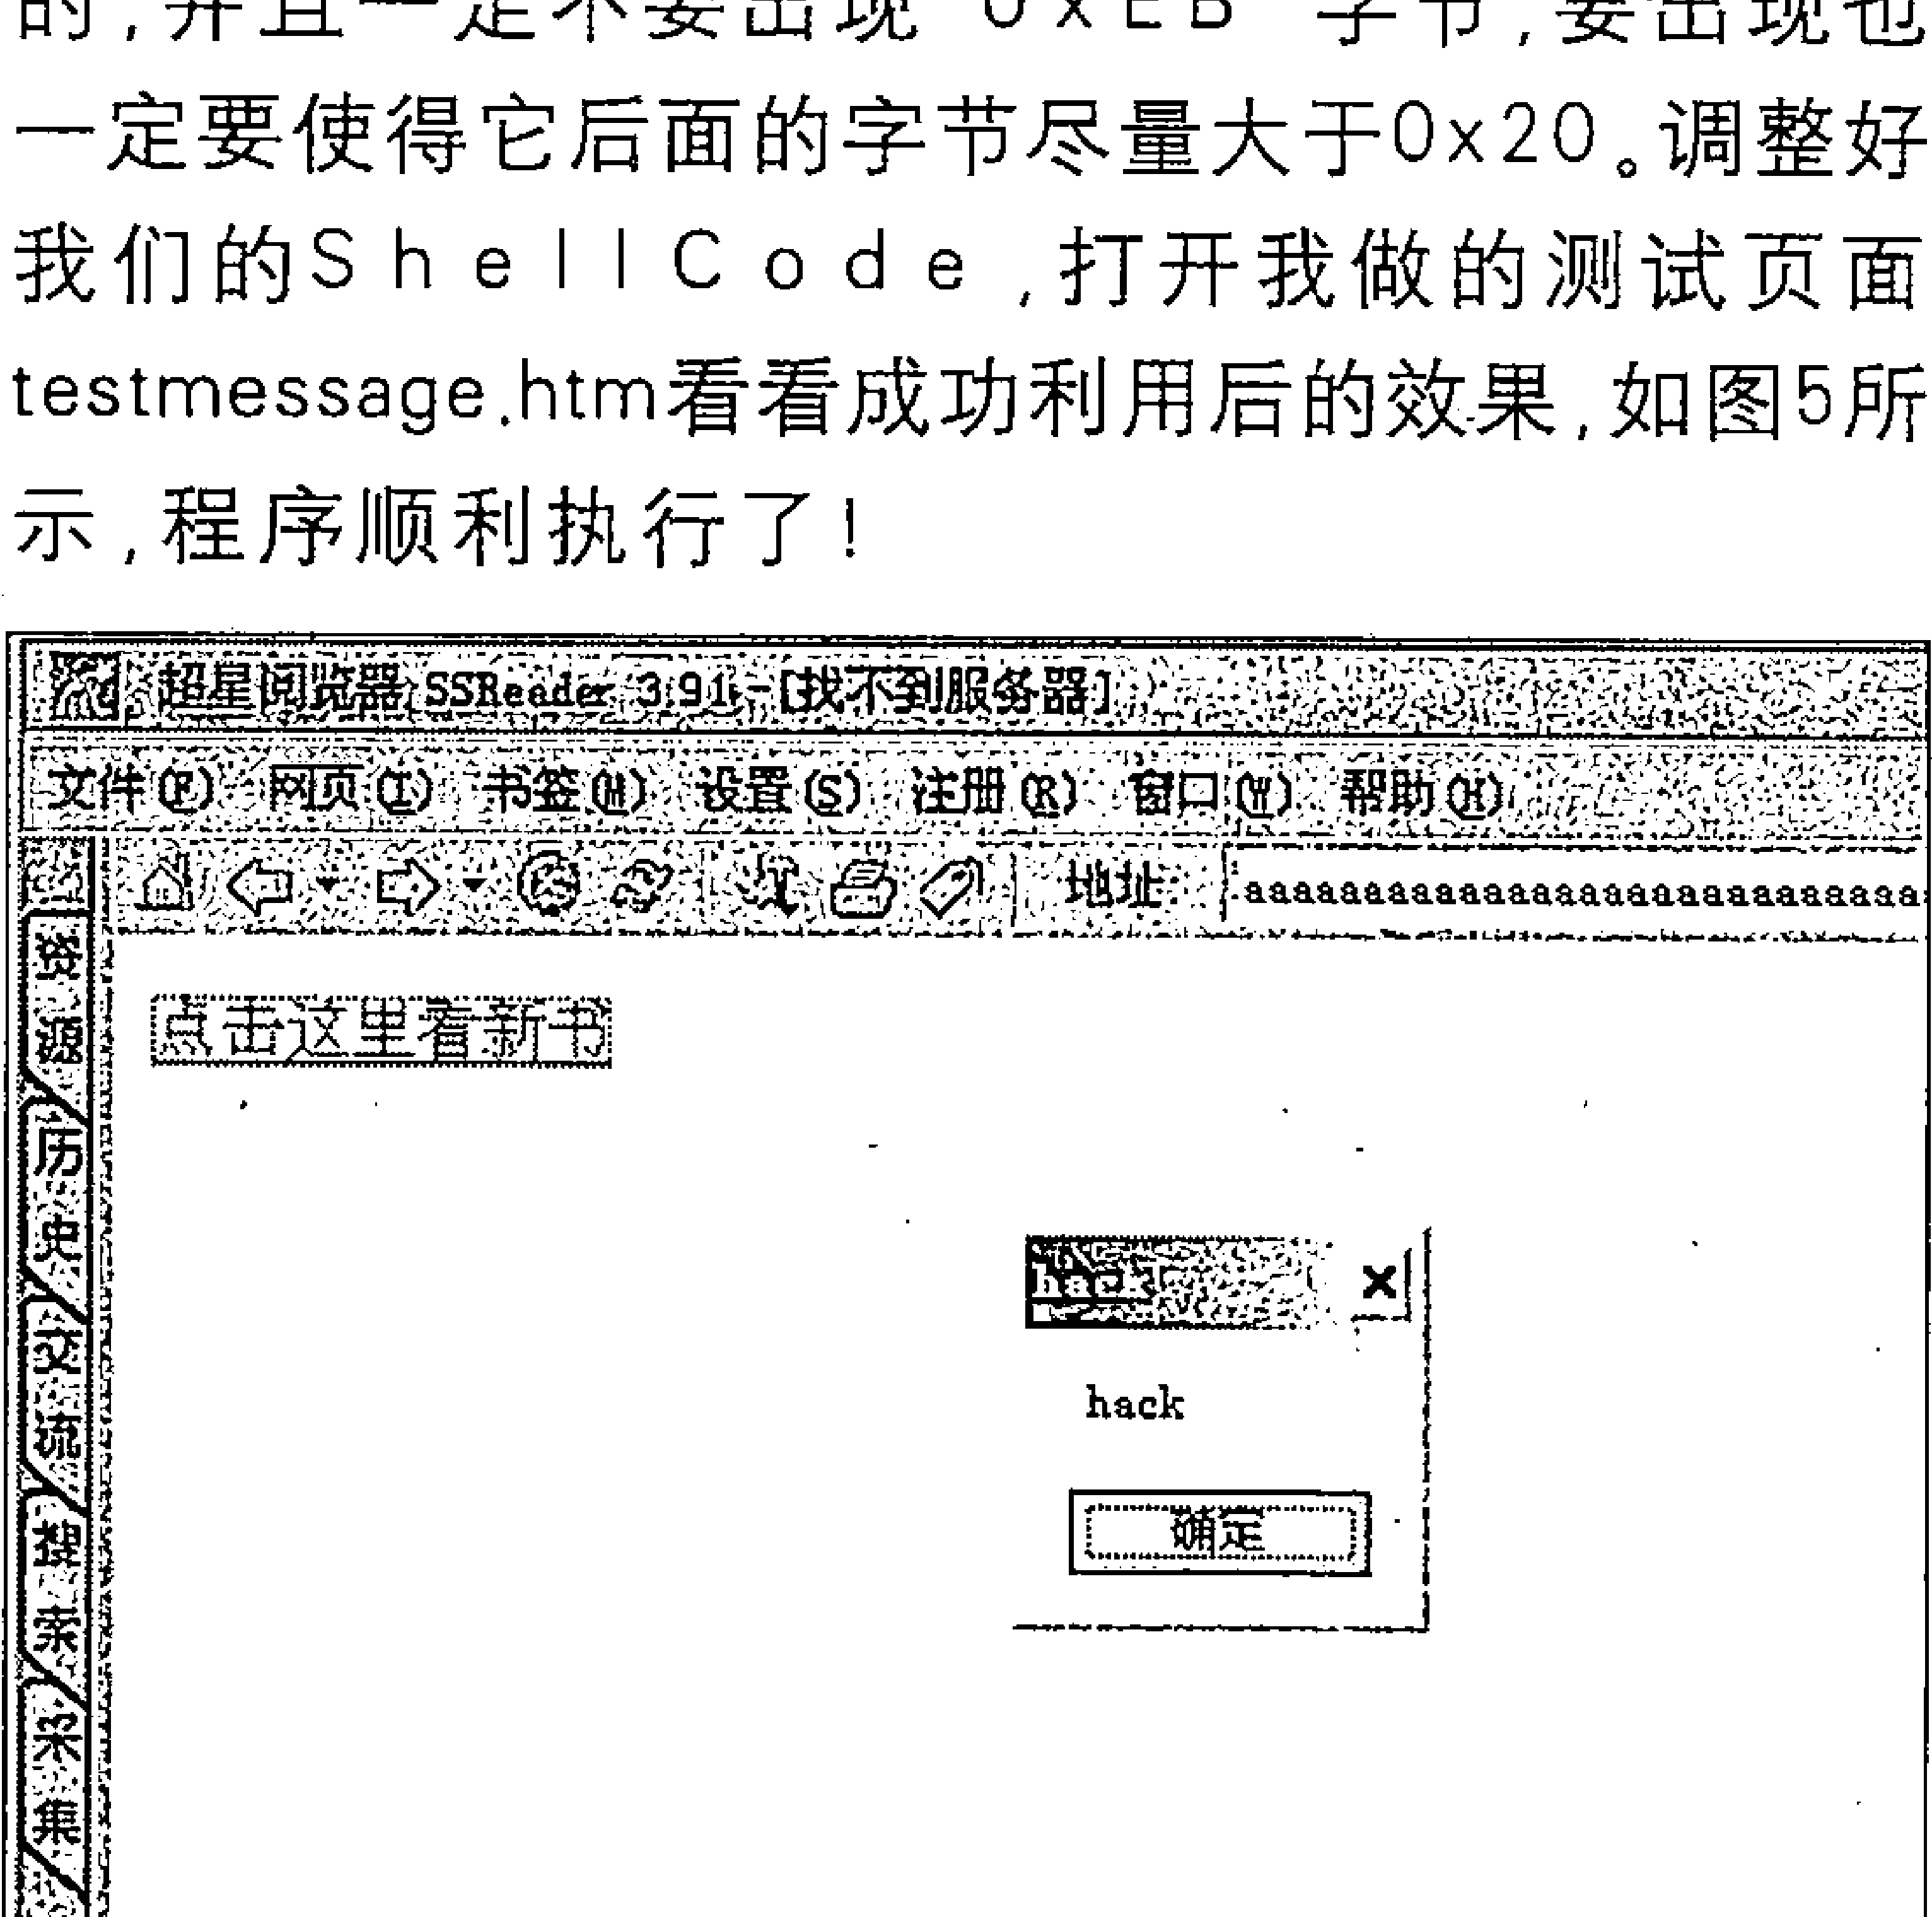 的,并且一定不要出现 0xEB 字节,要出现也
一定要使得它后面的字节尽量大于0x20。调整好
我们的ShellCode,打开我做的测试页面
testmessage.htm看看成功利用后的效果,如图5所
示,程序顺利执行了!
超星阅览器 SSReader 3.91 - [找不到服务器]
文件(F) 网页(I) 书签(M) 设置(S) 注册(R) 窗口(W) 帮助(H)
地址 aaaaaaaaaaaaaaaaaaaaaaaaaaaa
资源
历史
交流
搜索
采集
点击这里看新书
hack
hack
确定